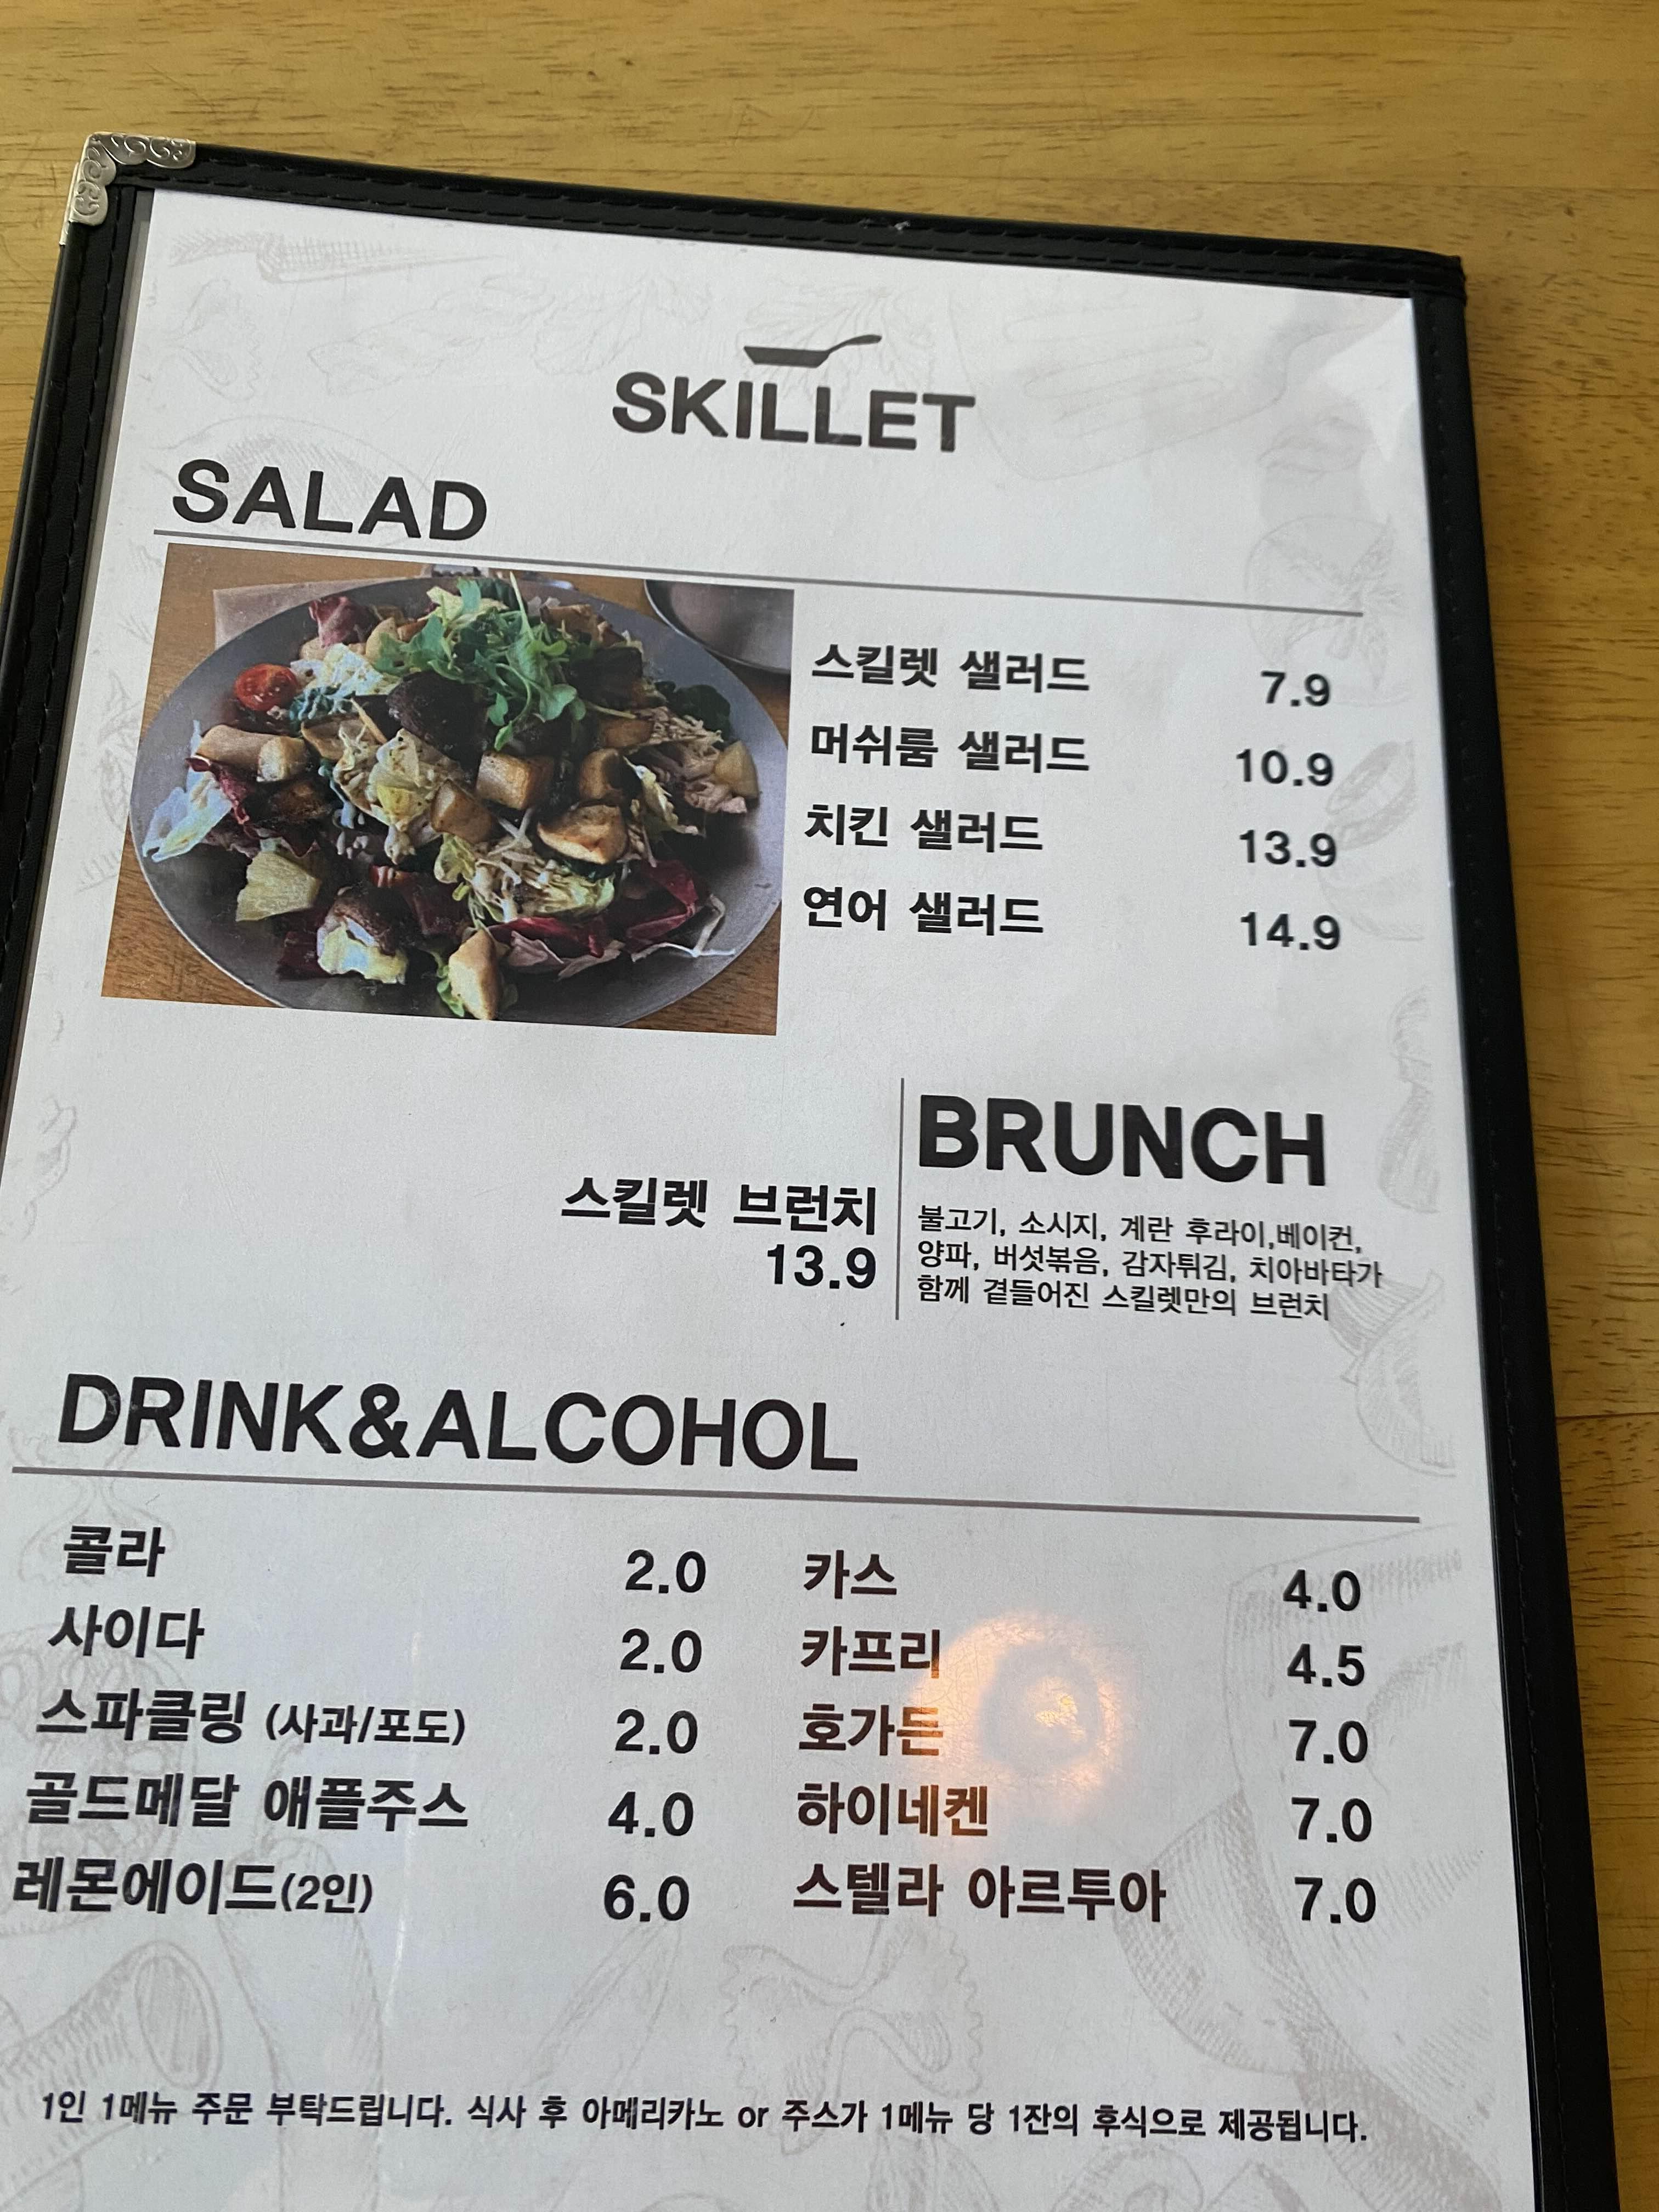 SKILLET
SALAD
스킬렛 샐러드 7.9
머쉬룸 샐러드 10.9
치킨 샐러드 13.9
연어 샐러드 14.9
BRUNCH
스킬렛 브런치
13.9
불고기, 소시지, 계란 후라이,베이컨,
양파, 버섯볶음, 감자튀김, 치아바타가
함께 곁들어진 스킬렛만의 브런치
DRINK&ALCOHOL
콜라 2.0
사이다 2.0
스파클링 (사과/포도) 2.0
골드메달 애플주스 4.0
레몬에이드(2인) 6.0
카스 4.0
카프리 4.5
호가든 7.0
하이네켄 7.0
스텔라 아르투아 7.0
1인 1메뉴 주문 부탁드립니다. 식사 후 아메리카노 or 주스가 1메뉴 당 1잔의 후식으로 제공됩니다.